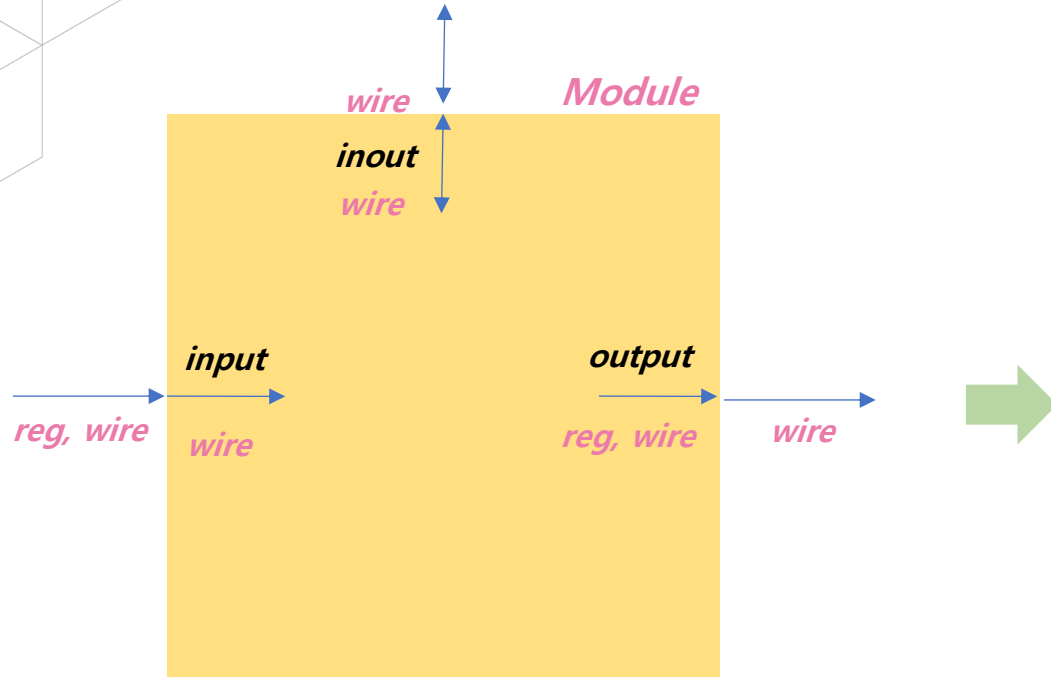 wire
Module
inout
wire
input
output
reg, wire
wire
reg, wire
wire